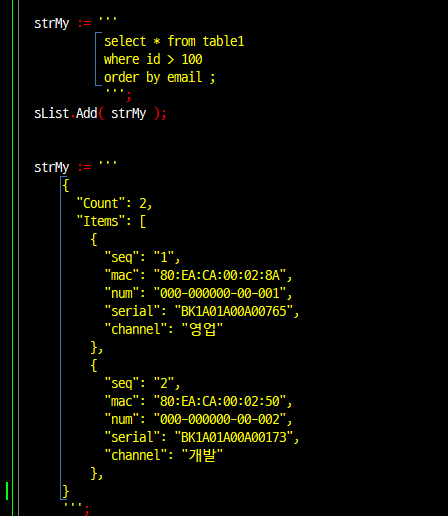 strMy := '''
select * from table1
where id > 100
order by email ;
''';
sList.Add( strMy );
strMy := '''
{
"Count": 2,
"Items": [
{
"seq": "1",
"mac": "80:EA:CA:00:02:8A",
"num": "000-000000-00-001",
"serial": "BK1A01A00A00765",
"channel": "영업"
},
{
"seq": "2",
"mac": "80:EA:CA:00:02:50",
"num": "000-000000-00-002",
"serial": "BK1A01A00A00173",
"channel": "개발"
},
}
''';